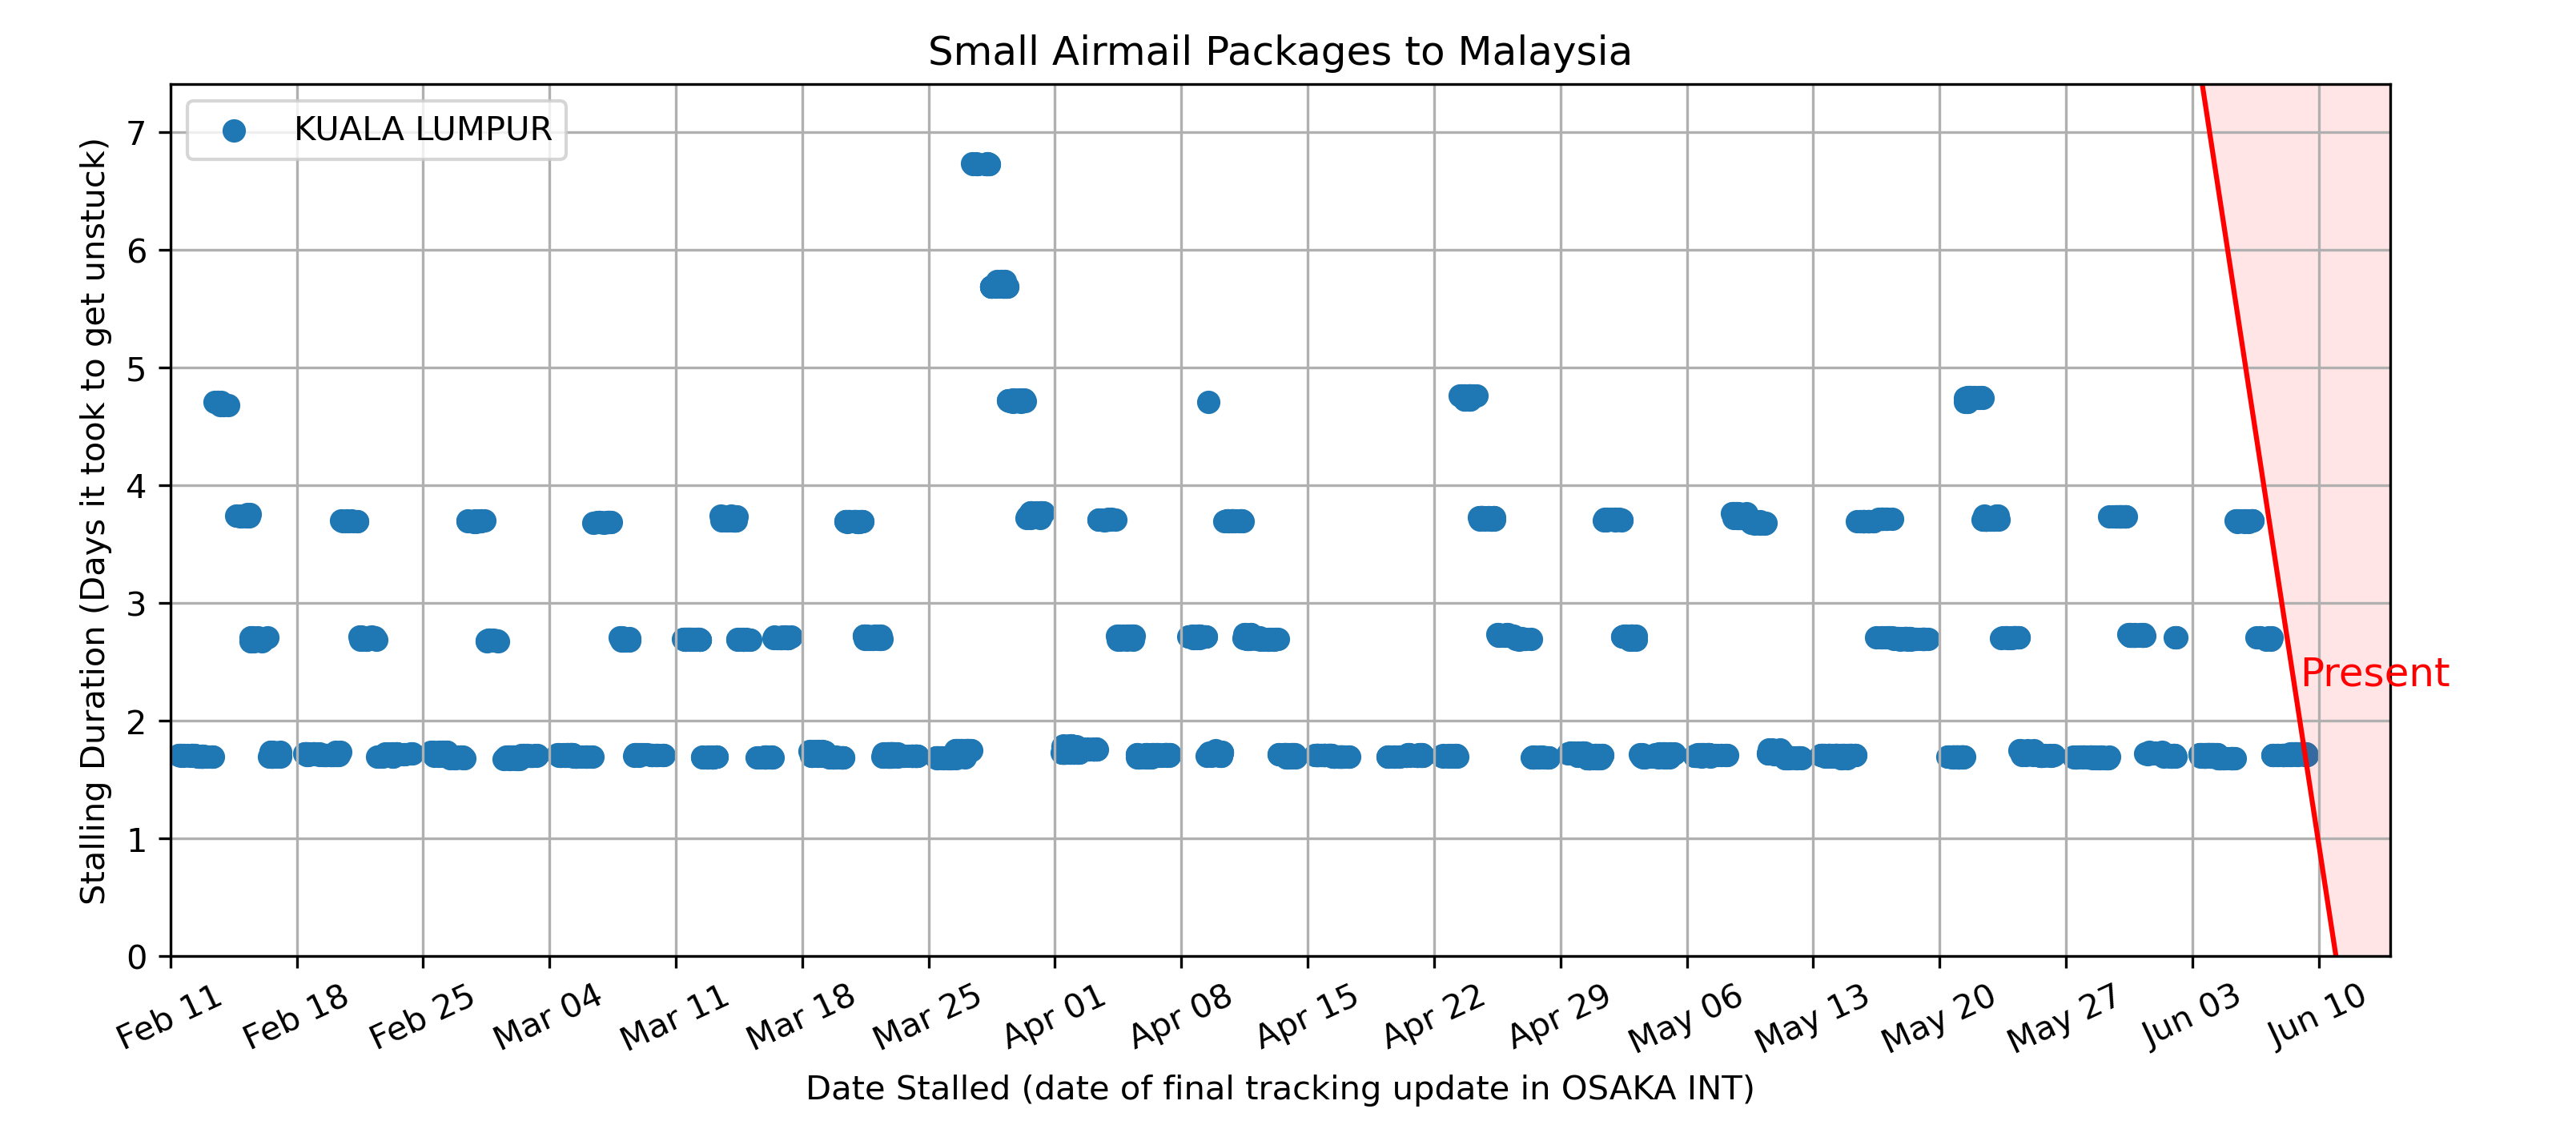 Small Airmail Packages to Malaysia
KUALA LUMPUR
Stalling Duration (Days it took to get unstuck)
7
6
5
4
3
2
1
0
Present
Feb 11 Feb 18 Feb 25 Mar 04 Mar 11 Mar 18 Mar 25 Apr 01 Apr 08 Apr 15 Apr 22 Apr 29 May 06 May 13 May 20 May 27 Jun 03 Jun 10
Date Stalled (date of final tracking update in OSAKA INT)